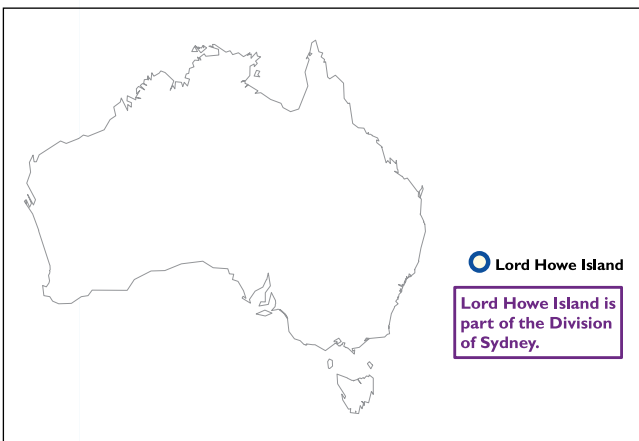 Lord Howe Island
Lord Howe Island is
part of the Division
of Sydney.